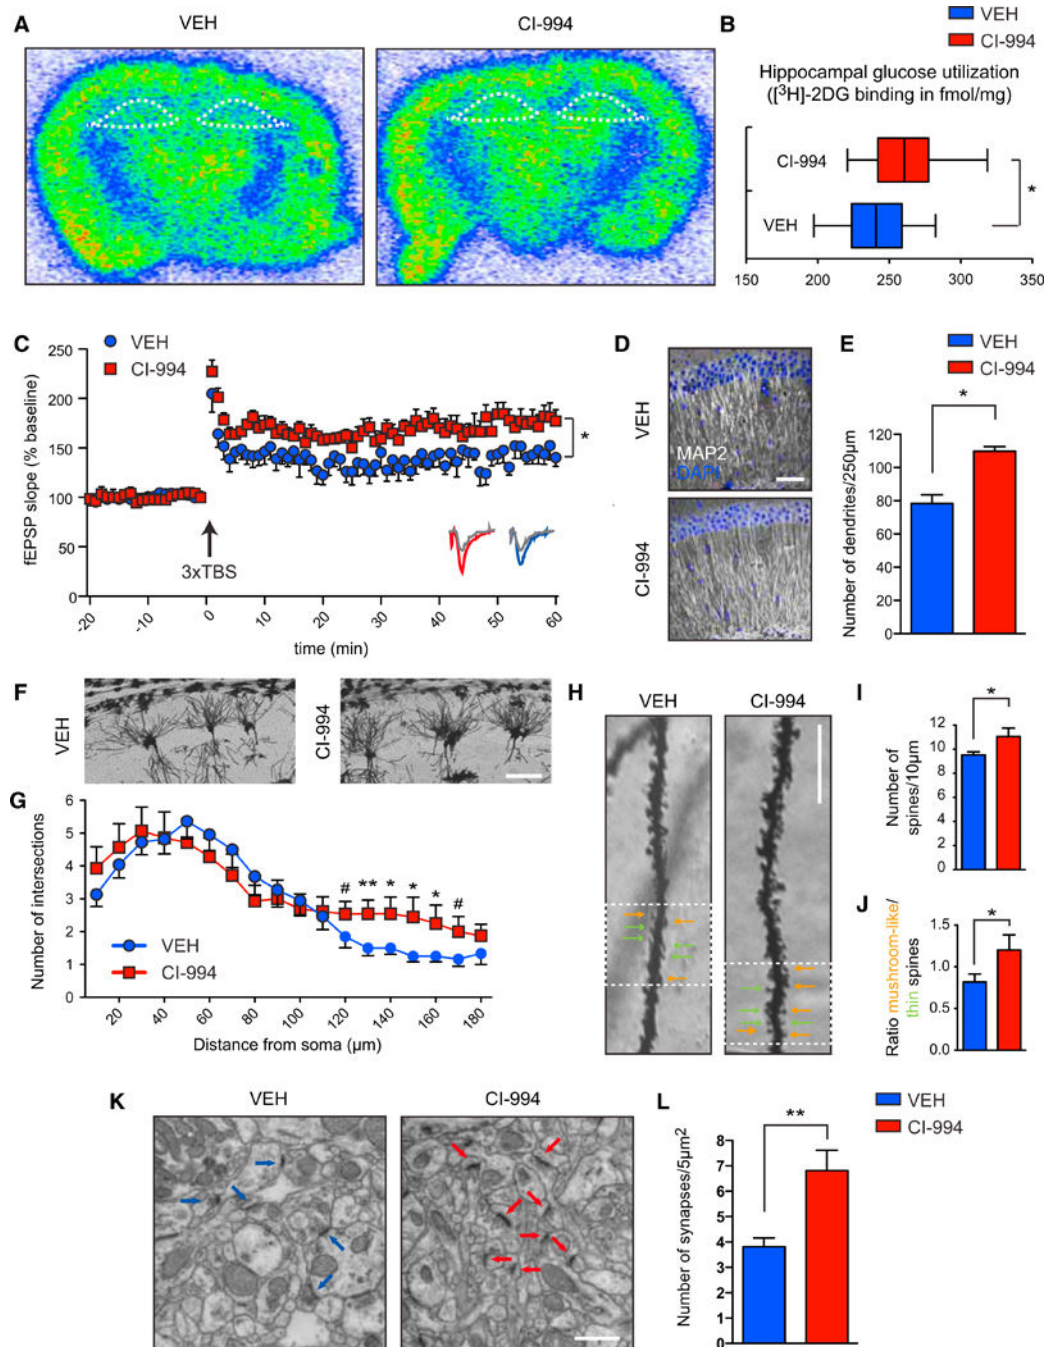 A
VEH
CI-994
B
VEH
CI-994
Hippocampal glucose utilization
([³H]-2DG binding in fmol/mg)
CI-994
VEH
*
150
200
250
300
350
C
VEH
CI-994
fEPSP slope (% baseline)
250
200
150
100
50
0
*
3xTBS
-20
-10
0
10
20
30
40
50
60
time (min)
D
VEH
MAP2
DAPI
CI-994
E
VEH
CI-994
*
Number of dendrites/250µm
120
100
80
60
40
20
0
F
VEH
CI-994
G
Number of intersections
6
5
4
3
2
1
0
# ** * * * #
VEH
CI-994
20
40
60
80
100
120
140
160
180
Distance from soma (µm)
H
VEH
CI-994
I
*
Number of
spines/10µm
12
10
8
6
4
2
0
J
*
Ratio mushroom-like/
thin spines
1.5
1.0
0.5
0.0
K
VEH
CI-994
L
VEH
CI-994
**
Number of synapses/5µm²
8
7
6
5
4
3
2
1
0